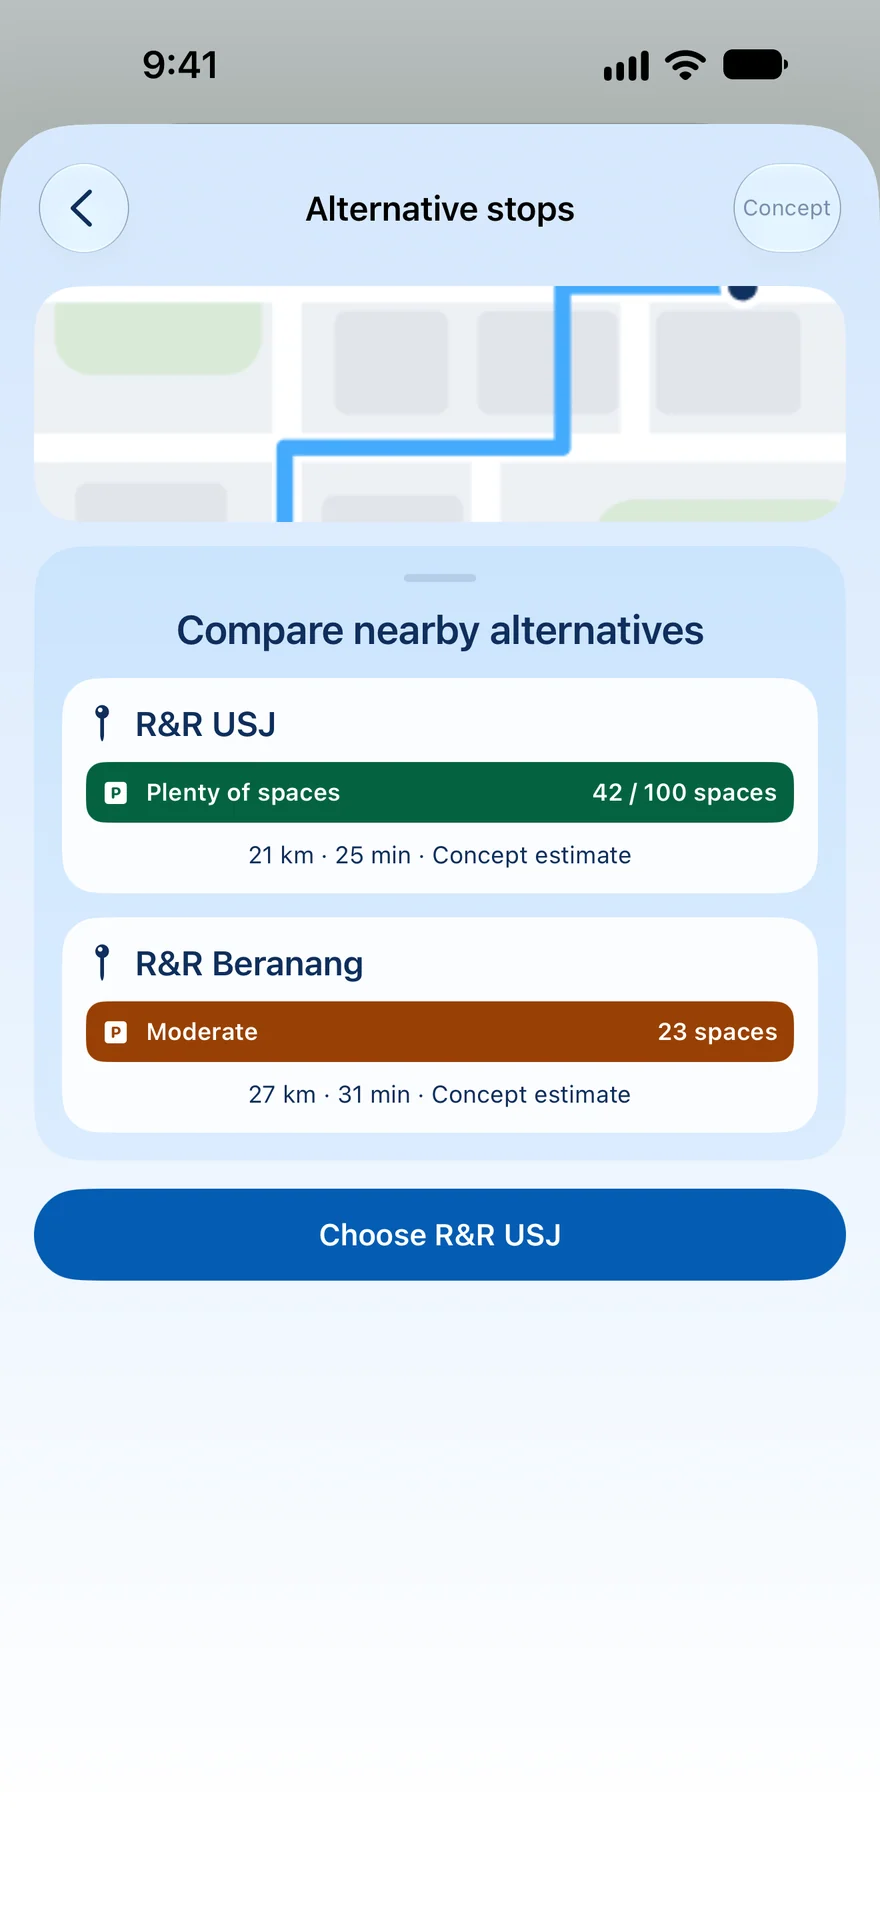 9:41
Alternative stops
Concept
Compare nearby alternatives
R&R USJ
P Plenty of spaces 42 / 100 spaces
21 km · 25 min · Concept estimate
R&R Beranang
P Moderate 23 spaces
27 km · 31 min · Concept estimate
Choose R&R USJ